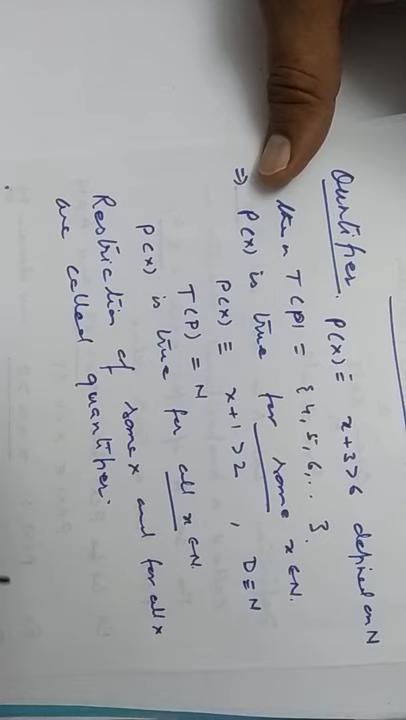 Quntifier. P(x) ≡ x+3>6 defined on N
then T(P) = {4,5,6,... }.
⇒ P(x) is true for some x ∈ N.
P(x) ≡ x+1>2 , D ≡ N
T(P) = N
P(x) is true for all x ∈ N.
Restriction of some x and for all x
are called quantifier.